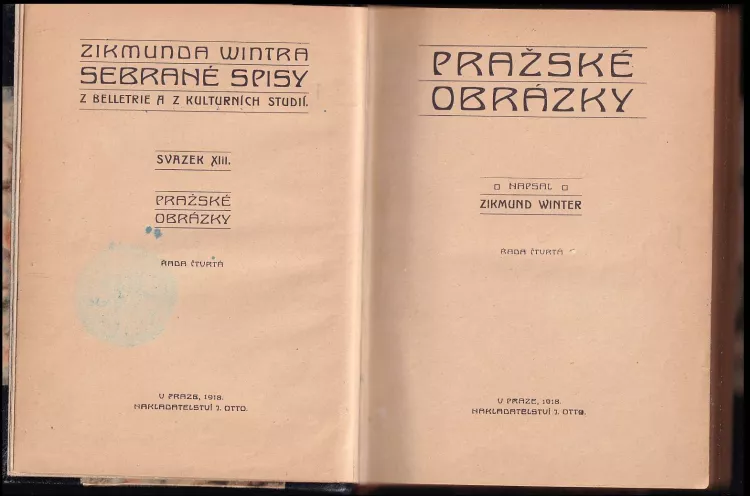 ZIKMUNDA WINTRA
SEBRANÉ SPISY
Z BELLETRIE A Z KULTURNÍCH STUDIÍ.
SVAZEK XIII.
PRAŽSKÉ
OBRÁZKY
ŘADA ČTVRTÁ
V PRAZE, 1918.
NAKLADATELSTVÍ J. OTTO.
PRAŽSKÉ
OBRÁZKY
NAPSAL
ZIKMUND WINTER
ŘADA ČTVRTÁ
V PRAZE, 1918.
NAKLADATELSTVÍ J. OTTO.